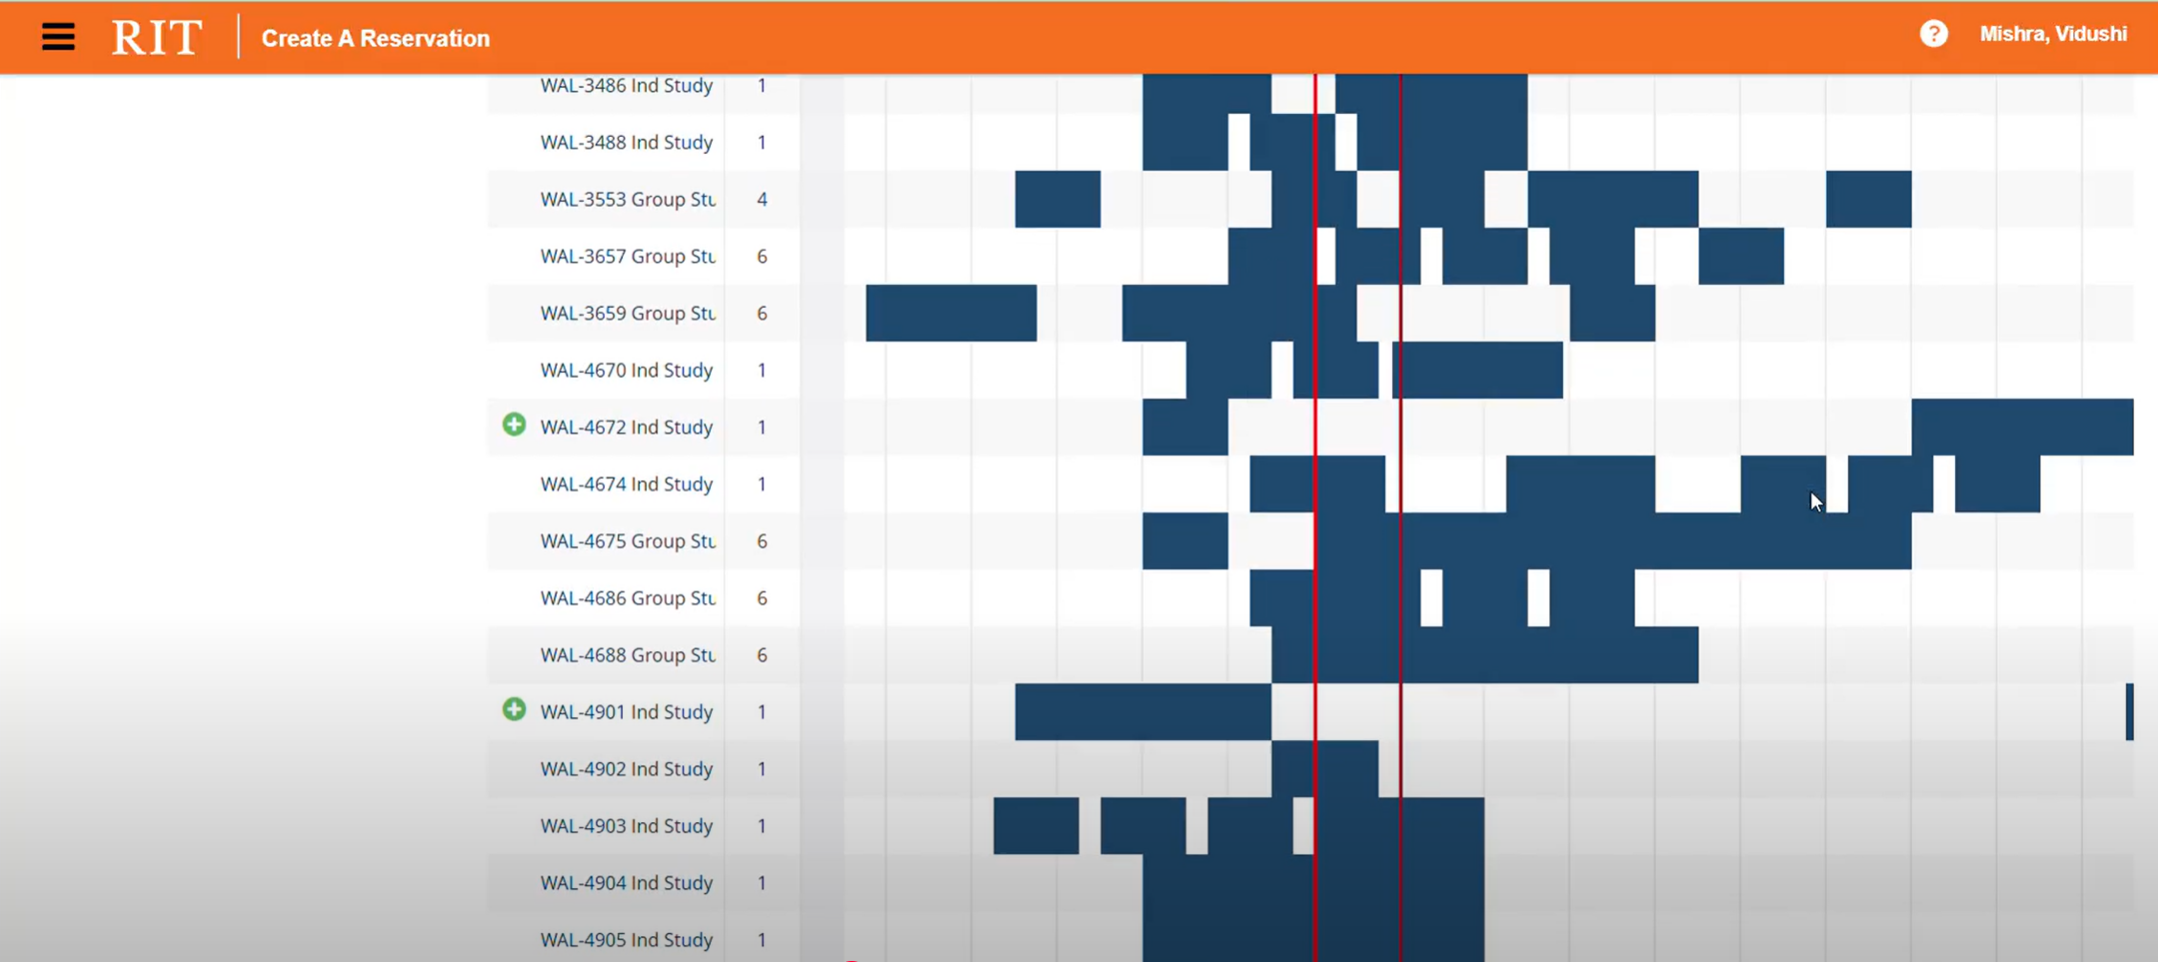 RIT Create A Reservation ? Mishra, Vidushi
WAL-3486 Ind Study 1
WAL-3488 Ind Study 1
WAL-3553 Group Stu 4
WAL-3657 Group Stu 6
WAL-3659 Group Stu 6
WAL-4670 Ind Study 1
WAL-4672 Ind Study 1
WAL-4674 Ind Study 1
WAL-4675 Group Stu 6
WAL-4686 Group Stu 6
WAL-4688 Group Stu 6
WAL-4901 Ind Study 1
WAL-4902 Ind Study 1
WAL-4903 Ind Study 1
WAL-4904 Ind Study 1
WAL-4905 Ind Study 1